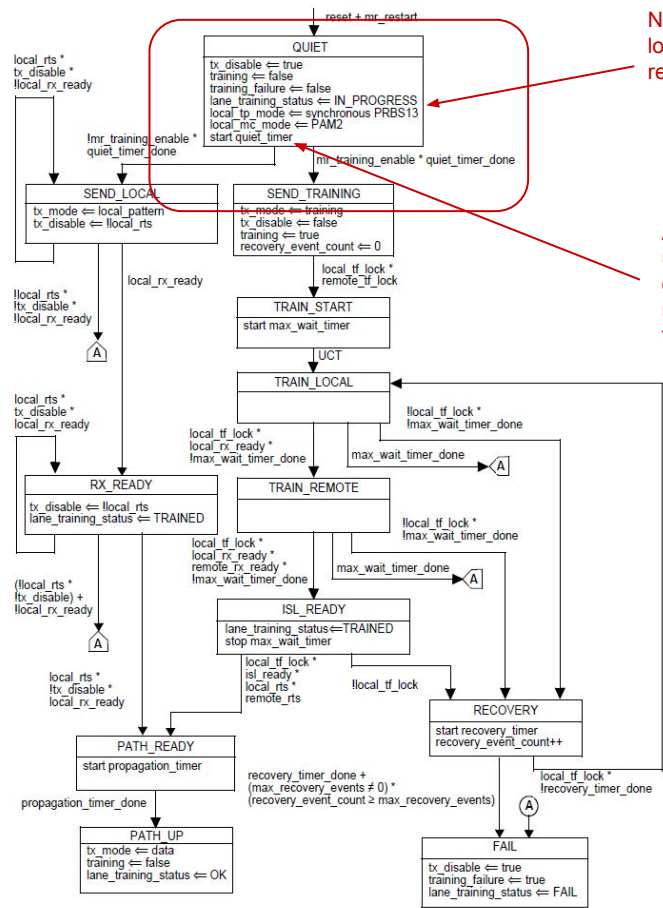 reset + mr_restart
N
lo
re
QUIET
tx_disable ⇐ true
training ⇐ false
training_failure ⇐ false
lane_training_status ⇐ IN_PROGRESS
local_tp_mode ⇐ synchronous PRBS13
local_mc_mode ⇐ PAM2
start quiet_timer
local_rts *
tx_disable *
!local_rx_ready
!mr_training_enable *
quiet_timer_done
mr_training_enable * quiet_timer_done
SEND_LOCAL
tx_mode ⇐ local_pattern
tx_disable ⇐ !local_rts
SEND_TRAINING
tx_mode ⇐ training
tx_disable ⇐ false
training ⇐ true
recovery_event_count ⇐ 0
!local_rts *
!tx_disable *
!local_rx_ready
A
local_rx_ready
local_tf_lock *
remote_tf_lock
TRAIN_START
start max_wait_timer
UCT
TRAIN_LOCAL
local_rts *
tx_disable *
local_rx_ready
local_tf_lock *
local_rx_ready *
!max_wait_timer_done
max_wait_timer_done
A
!local_tf_lock *
!max_wait_timer_done
RX_READY
tx_disable ⇐ !local_rts
lane_training_status ⇐ TRAINED
TRAIN_REMOTE
local_tf_lock *
local_rx_ready *
remote_rx_ready *
!max_wait_timer_done
max_wait_timer_done
A
!local_tf_lock *
!max_wait_timer_done
(!local_rts *
!tx_disable) +
!local_rx_ready
A
ISL_READY
lane_training_status⇐TRAINED
stop max_wait_timer
local_rts *
!tx_disable *
local_rx_ready
local_tf_lock *
isl_ready *
local_rts *
remote_rts
!local_tf_lock
RECOVERY
start recovery_timer
recovery_event_count++
PATH_READY
start propagation_timer
recovery_timer_done +
(max_recovery_events ≠ 0) *
(recovery_event_count ≥ max_recovery_events)
local_tf_lock *
!recovery_timer_done
A
propagation_timer_done
PATH_UP
tx_mode ⇐ data
training ⇐ false
lane_training_status ⇐ OK
FAIL
tx_disable ⇐ true
training_failure ⇐ true
lane_training_status ⇐ FAIL